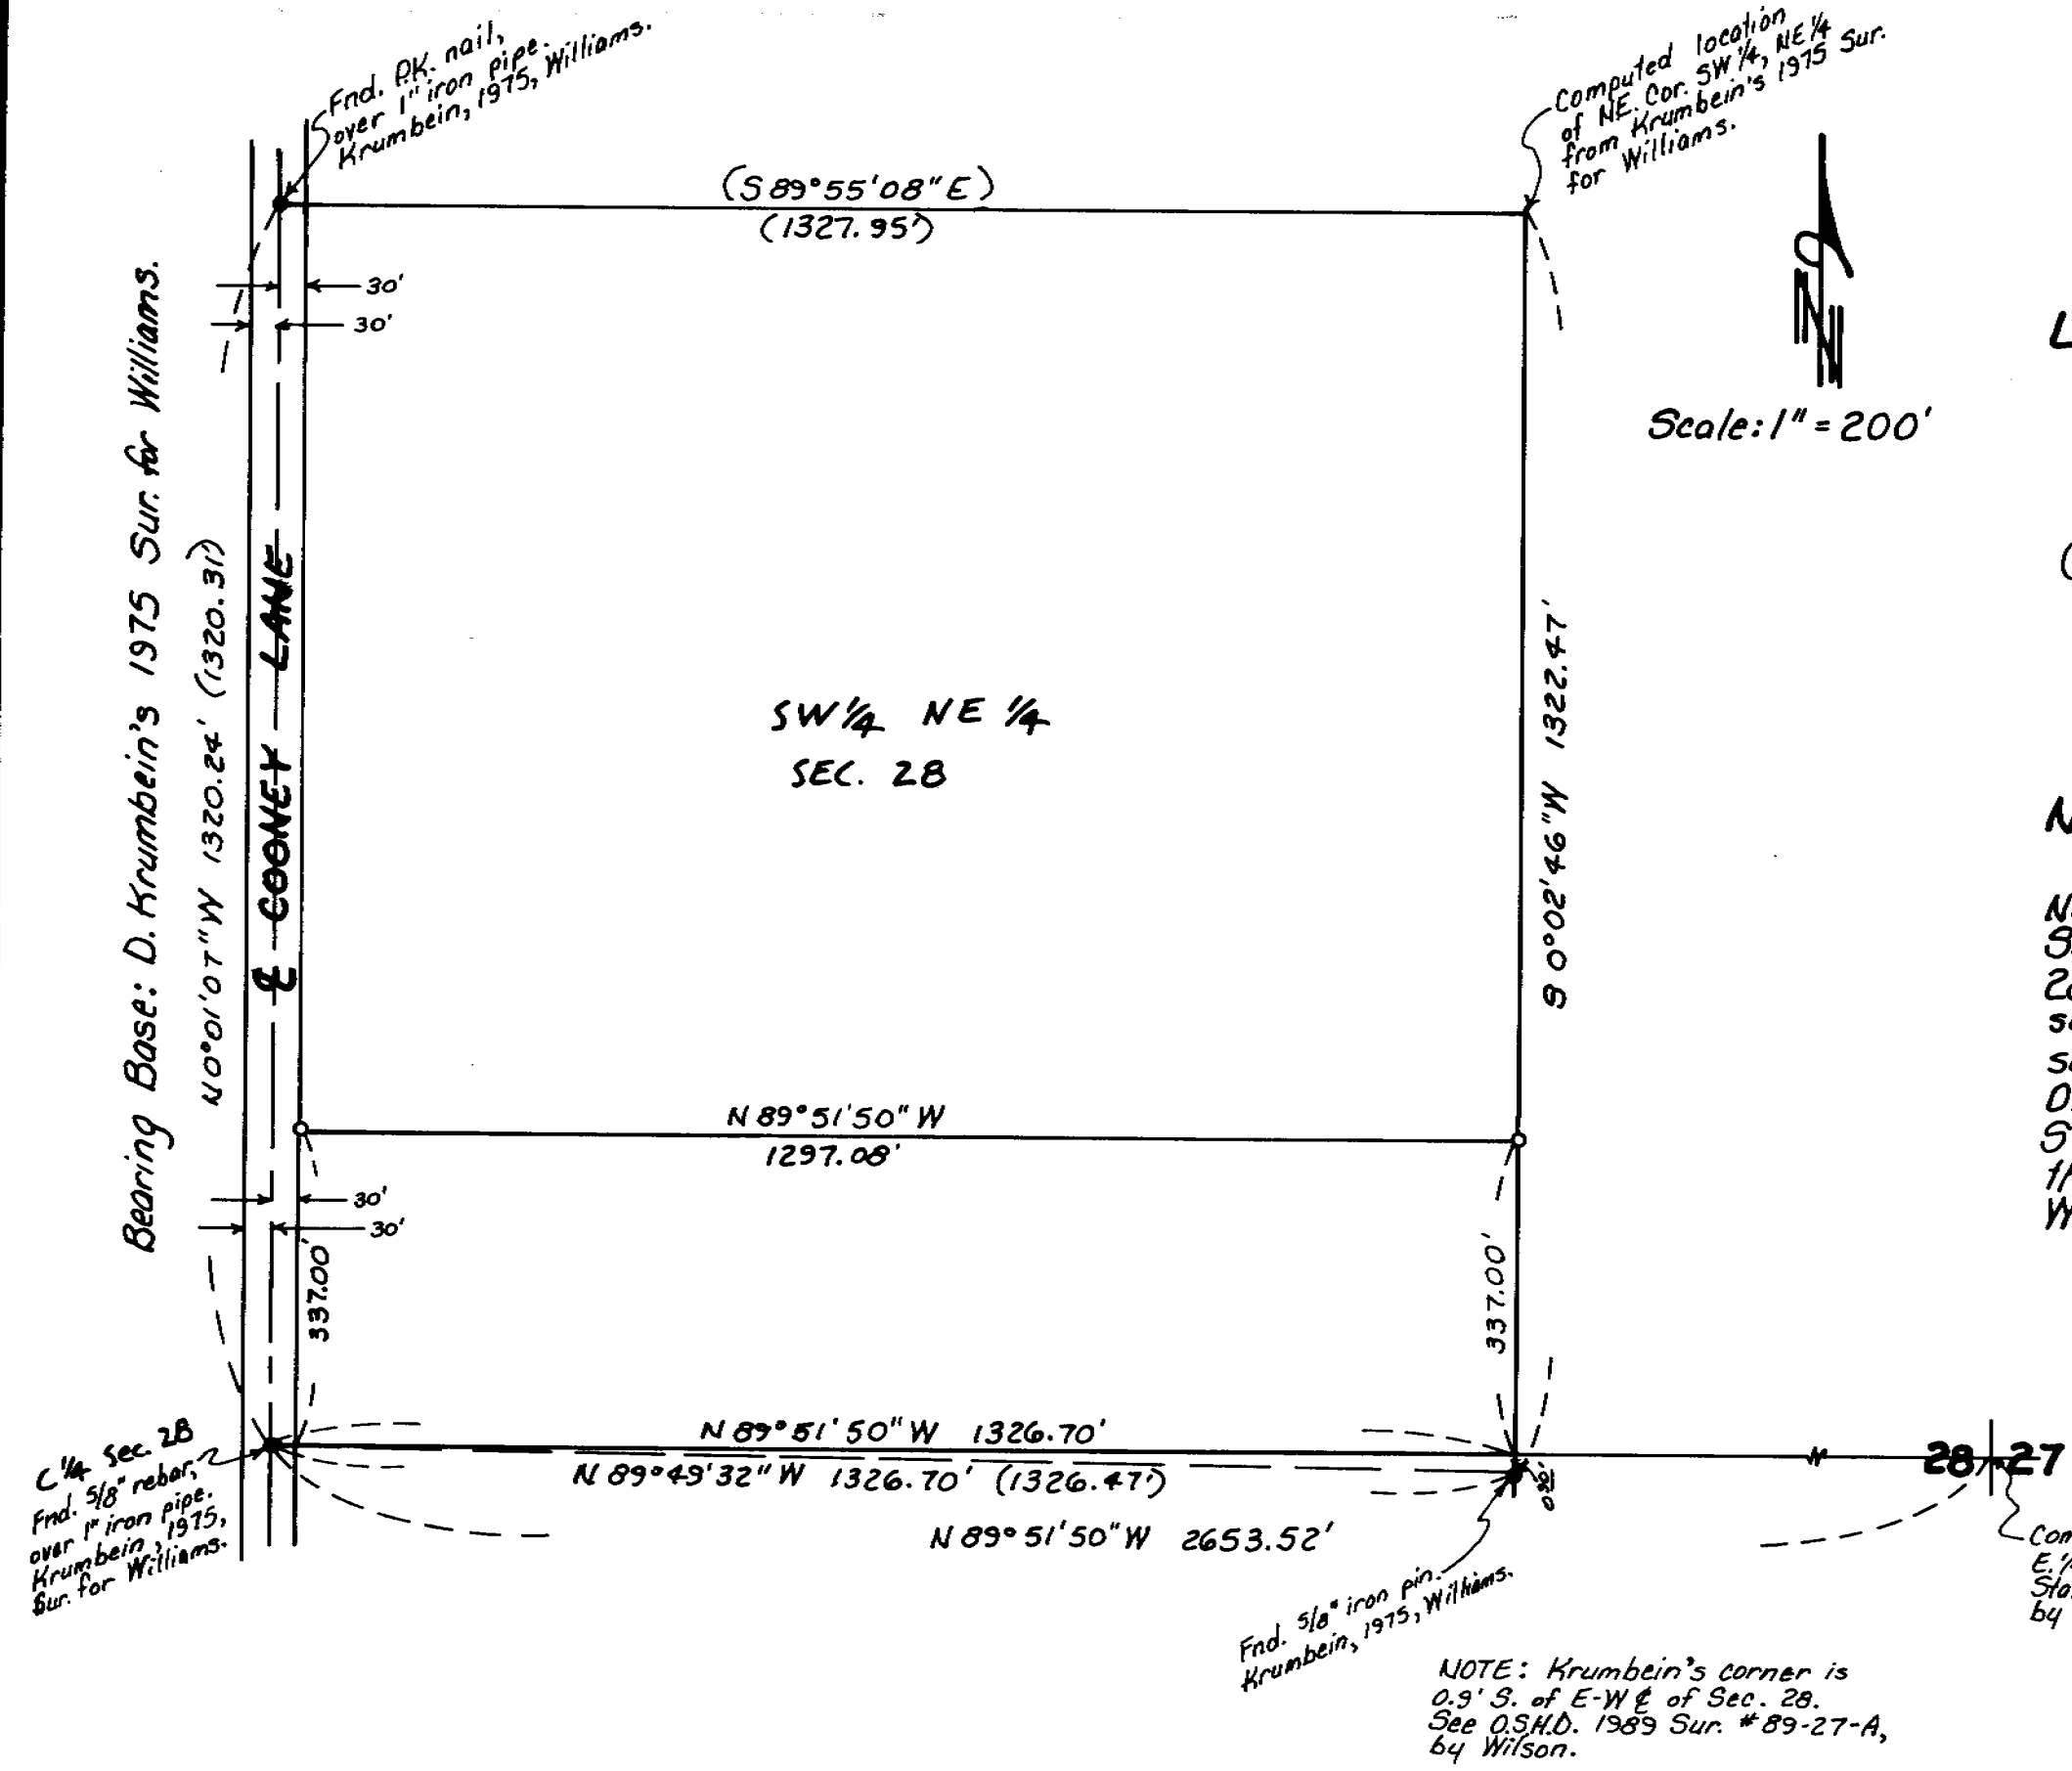 Fnd. P.K. nail,
over 1" iron pipe.
Krumbein, 1975, Williams.
Computed location
of NE. Cor. SW ¼, NE ¼
from Krumbein's 1975 Sur.
for Williams.
(S 89°55'08" E)
(1327.95')
30'
30'
Scale: 1" = 200'
Bearing Base: D. Krumbein's 1975 Sur. for Williams.
N 0°01'07" W 1320.24' (1320.31')
℄ COONEY LANE
SW ¼ NE ¼
SEC. 28
S 0°02'46" W 1322.47'
N 89°51'50" W
1297.08'
30'
30'
337.00'
337.00'
C ¼ Sec. 28
Fnd. 5/8" rebar,
over 1" iron pipe.
Krumbein, 1975,
Sur. for Williams.
N 89°51'50" W 1326.70'
N 89°49'32" W 1326.70' (1326.47')
N 89°51'50" W 2653.52'
0.90'
28
27
Fnd. 5/8" iron pin.
Krumbein, 1975, Williams.
NOTE: Krumbein's corner is
0.9' S. of E-W ℄ of Sec. 28.
See O.S.H.D. 1989 Sur. # 89-27-A,
by Wilson.
by